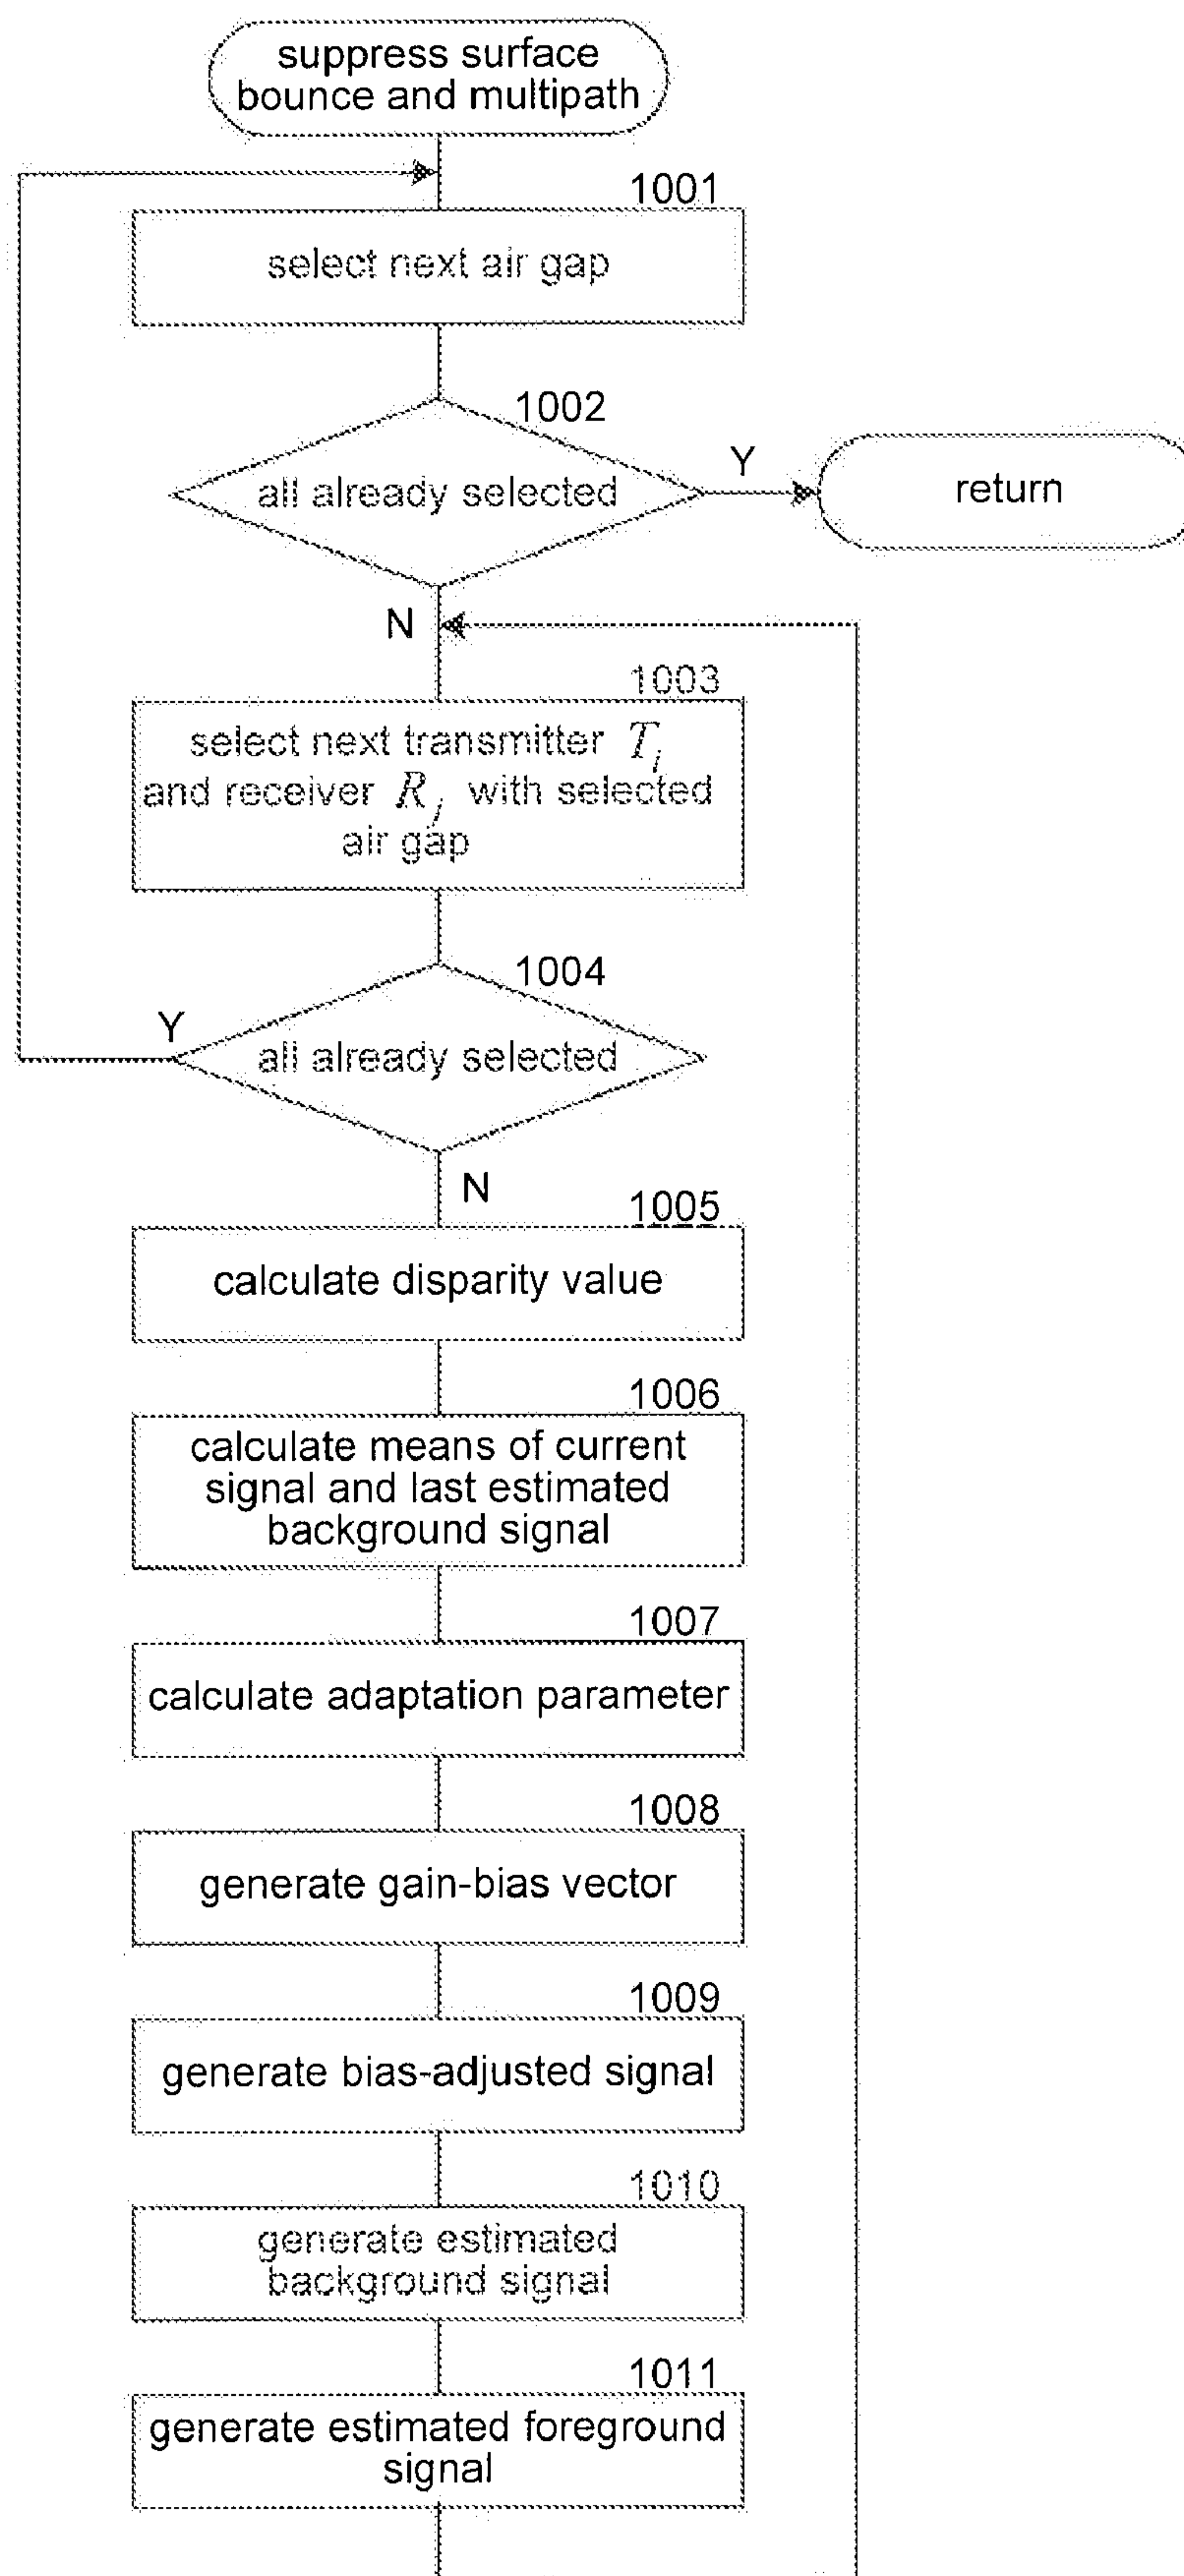 suppress surface
bounce and multipath
1001
select next air gap
1002
all already selected
Y
return
N
1003
select next transmitter T_i
and receiver R_j with selected
air gap
1004
Y
all already selected
N
1005
calculate disparity value
1006
calculate means of current
signal and last estimated
background signal
1007
calculate adaptation parameter
1008
generate gain-bias vector
1009
generate bias-adjusted signal
1010
generate estimated
background signal
1011
generate estimated foreground
signal